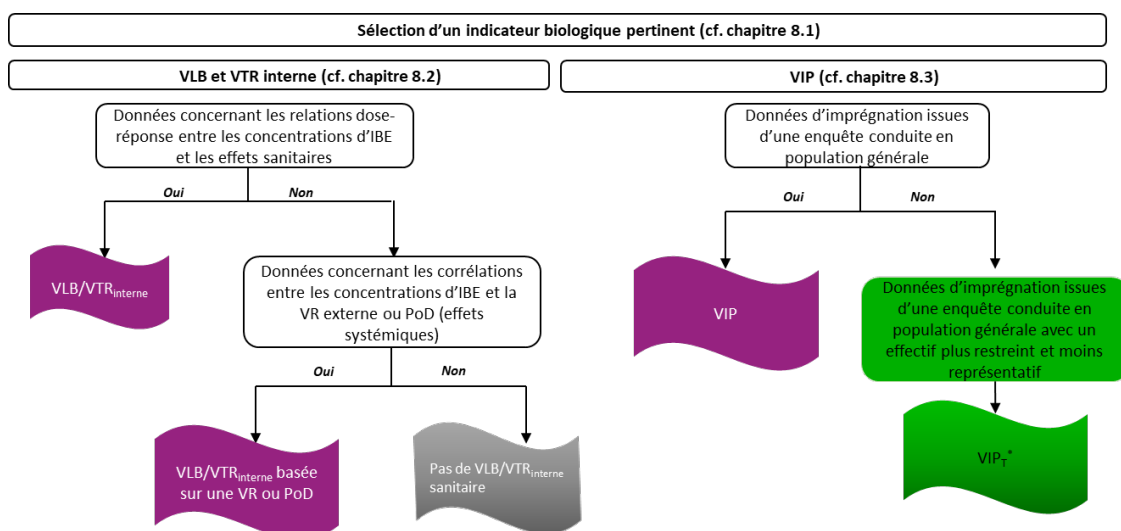 Sélection d'un indicateur biologique pertinent (cf. chapitre 8.1)
VLB et VTR interne (cf. chapitre 8.2)
Données concernant les relations dose-
réponse entre les concentrations d'IBE
et les effets sanitaires
Oui
Non
VLB/VTRinterne
Données concernant les corrélations
entre les concentrations d'IBE et la
VR externe ou PoD (effets
systémiques)
Oui
Non
VLB/VTRinterne basée
sur une VR ou PoD
Pas de VLB/VTRinterne
sanitaire
VIP (cf. chapitre 8.3)
Données d'imprégnation issues
d'une enquête conduite en
population générale
Oui
Non
VIP
Données d'imprégnation issues
d'une enquête conduite en
population générale avec un
effectif plus restreint et moins
représentatif
VIPT*